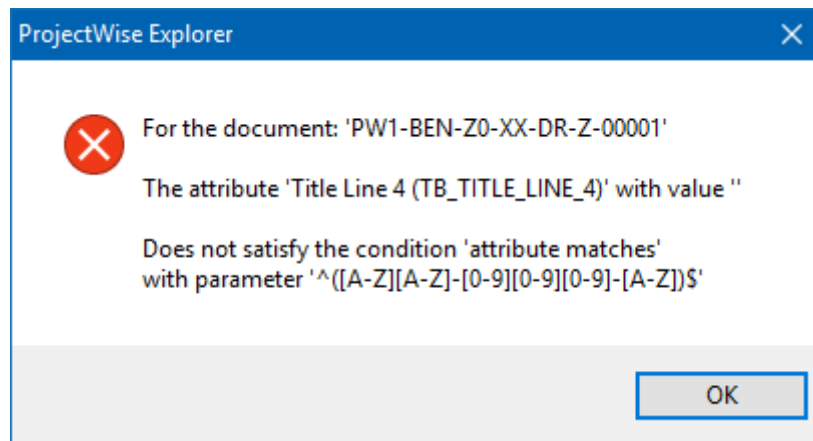 ProjectWise Explorer
For the document: 'PW1-BEN-Z0-XX-DR-Z-00001'
The attribute 'Title Line 4 (TB_TITLE_LINE_4)' with value ''
Does not satisfy the condition 'attribute matches'
with parameter '^([A-Z][A-Z]-[0-9][0-9][0-9]-[A-Z])$'
OK